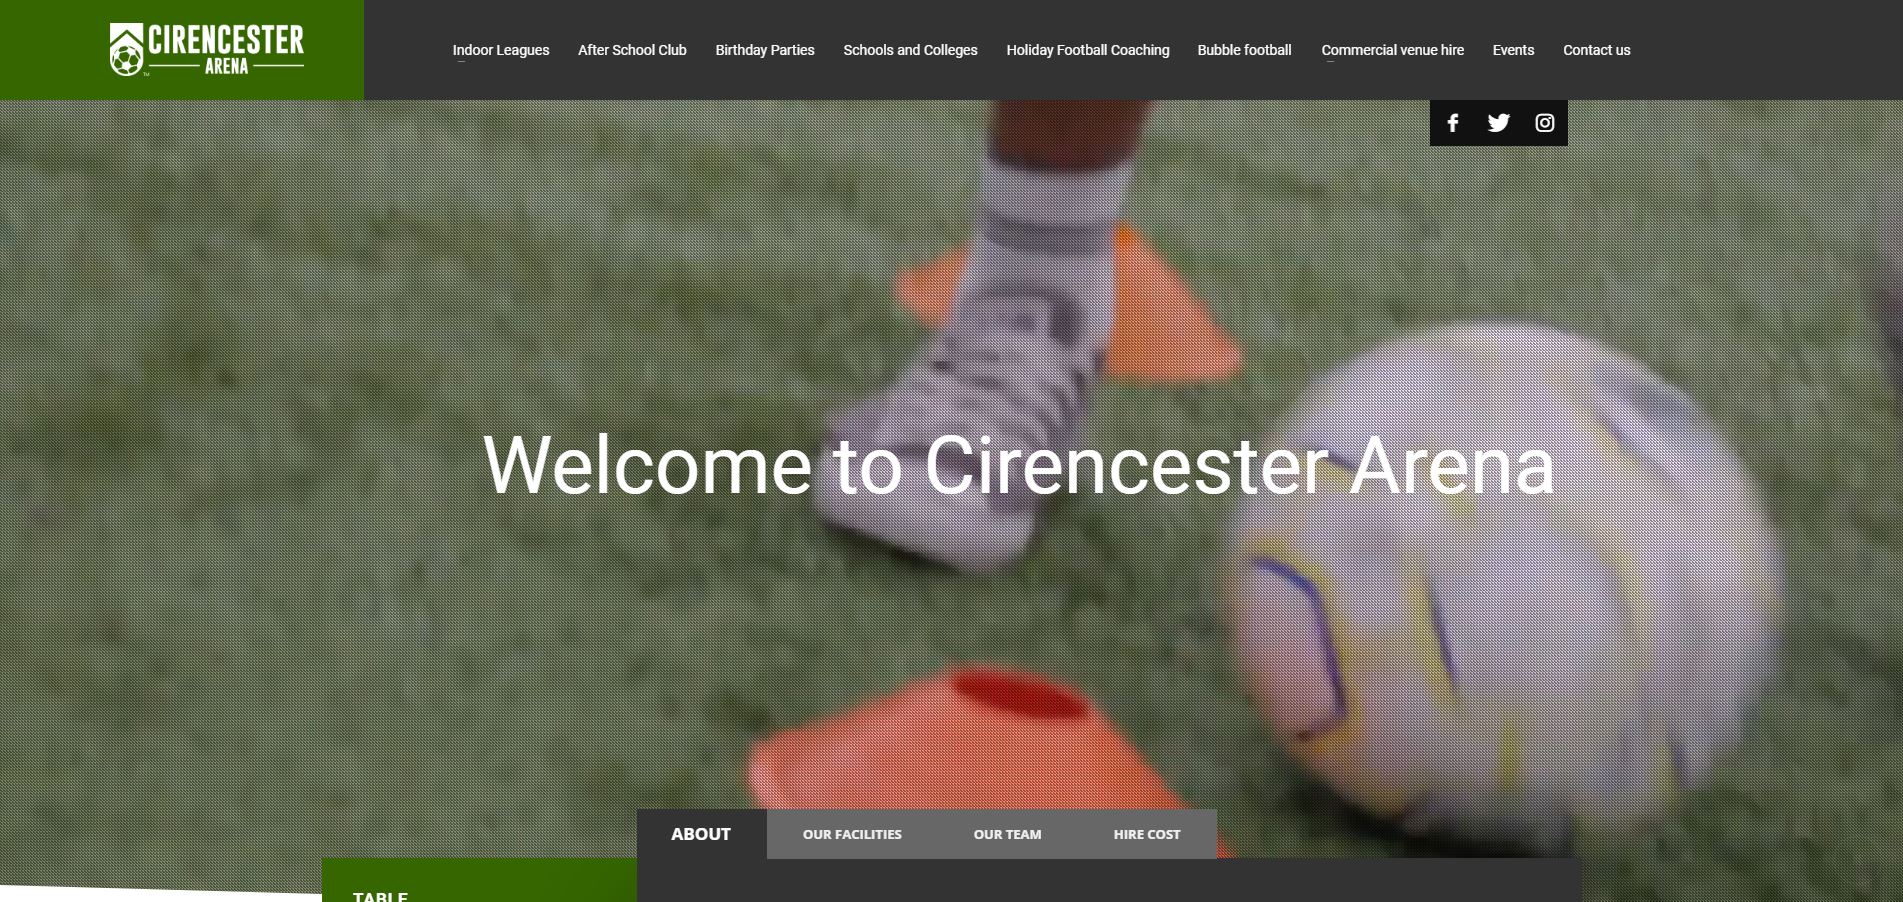 CIRENCESTER
ARENA
TM
Indoor Leagues
After School Club
Birthday Parties
Schools and Colleges
Holiday Football Coaching
Bubble football
Commercial venue hire
Events
Contact us
Welcome to Cirencester Arena
ABOUT
OUR FACILITIES
OUR TEAM
HIRE COST
TABLE